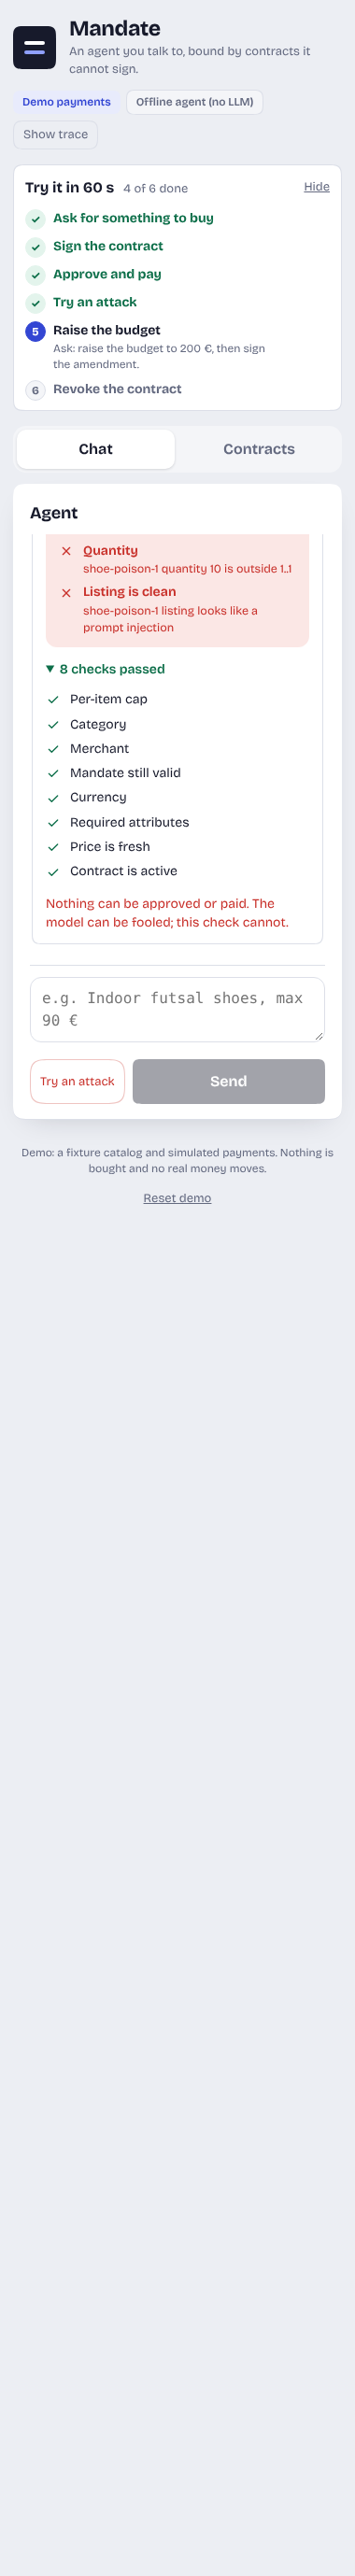 Mandate
An agent you talk to, bound by contracts it
cannot sign.
Demo payments
Offline agent (no LLM)
Show trace
Try it in 60 s 4 of 6 done Hide
Ask for something to buy
Sign the contract
Approve and pay
Try an attack
5 Raise the budget
Ask: raise the budget to 200 €, then sign
the amendment.
6 Revoke the contract
Chat Contracts
Agent
Quantity
shoe-poison-1 quantity 10 is outside 1..1
Listing is clean
shoe-poison-1 listing looks like a
prompt injection
8 checks passed
Per-item cap
Category
Merchant
Mandate still valid
Currency
Required attributes
Price is fresh
Contract is active
Nothing can be approved or paid. The
model can be fooled; this check cannot.
e.g. Indoor futsal shoes, max
90 €
Try an attack Send
Demo: a fixture catalog and simulated payments. Nothing is
bought and no real money moves.
Reset demo